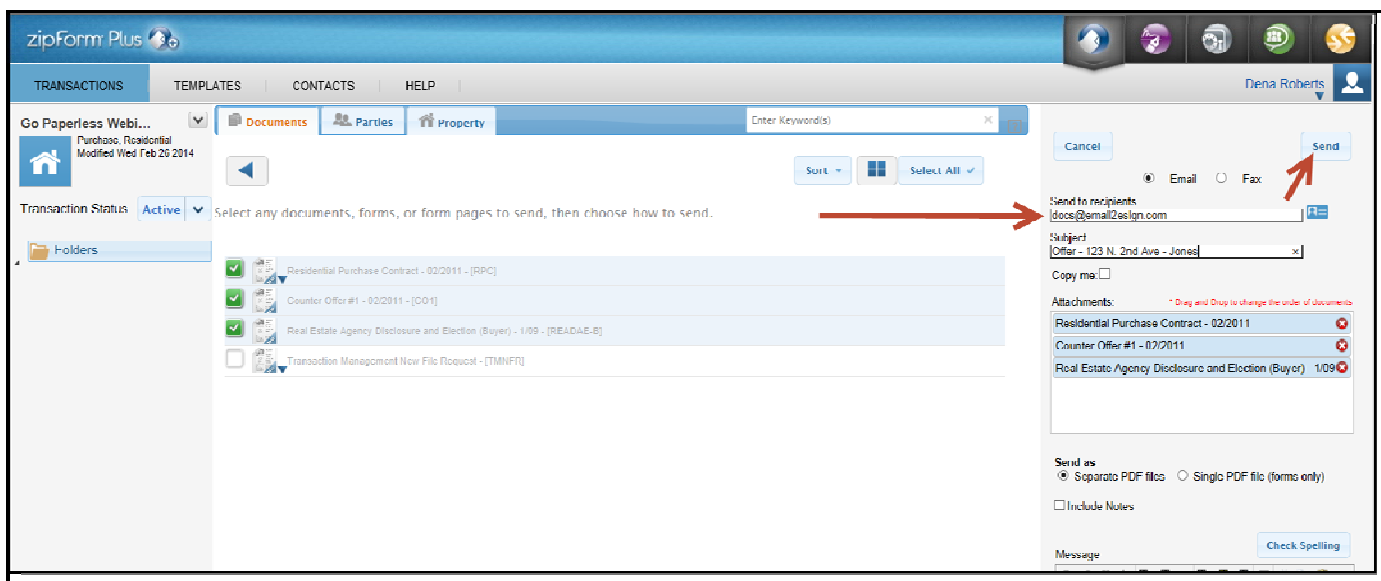 zipForm Plus
TRANSACTIONS TEMPLATES CONTACTS HELP
Dena Roberts
Go Paperless Webi...
Purchase, Residential
Modified Wed Feb 26 2014
Transaction Status Active
Folders
Documents Parties Property
Enter Keyword(s)
Sort Select All
Select any documents, forms, or form pages to send, then choose how to send.
Residential Purchase Contract - 02/2011 - [RPC]
Counter Offer #1 - 02/2011 - [CO1]
Real Estate Agency Disclosure and Election (Buyer) - 1/09 - [READAE-B]
Transaction Management New File Request - [TMNFR]
Cancel Send
Email Fax
Send to recipients
docs@email2esign.com
Subject
Offer - 123 N. 2nd Ave - Jones
Copy me:
Attachments: * Drag and Drop to change the order of documents
Residential Purchase Contract - 02/2011
Counter Offer #1 - 02/2011
Real Estate Agency Disclosure and Election (Buyer) 1/09
Send as
Separate PDF files Single PDF file (forms only)
Include Notes
Check Spelling
Message